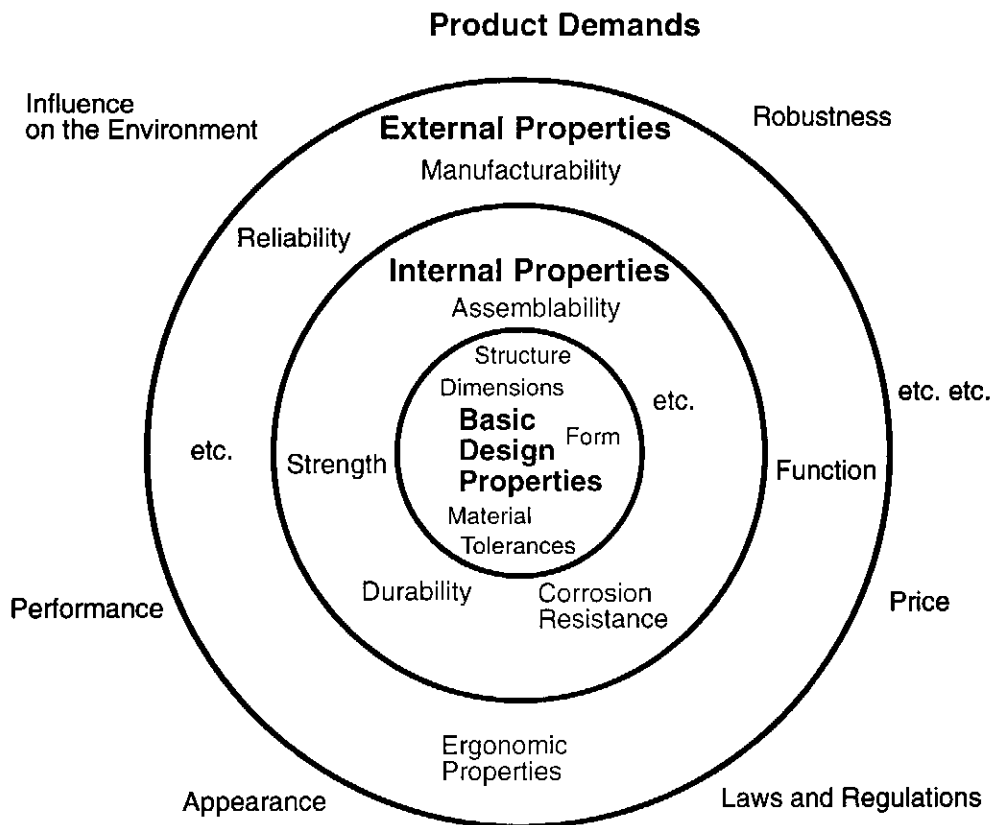 Product Demands
Influence
on the Environment
Robustness
External Properties
Manufacturability
Reliability
Internal Properties
Assemblability
Structure
Dimensions
etc.
etc. etc.
Basic
Design
Properties
Form
etc.
Strength
Function
Material
Tolerances
Durability
Corrosion
Resistance
Performance
Price
Ergonomic
Properties
Appearance
Laws and Regulations